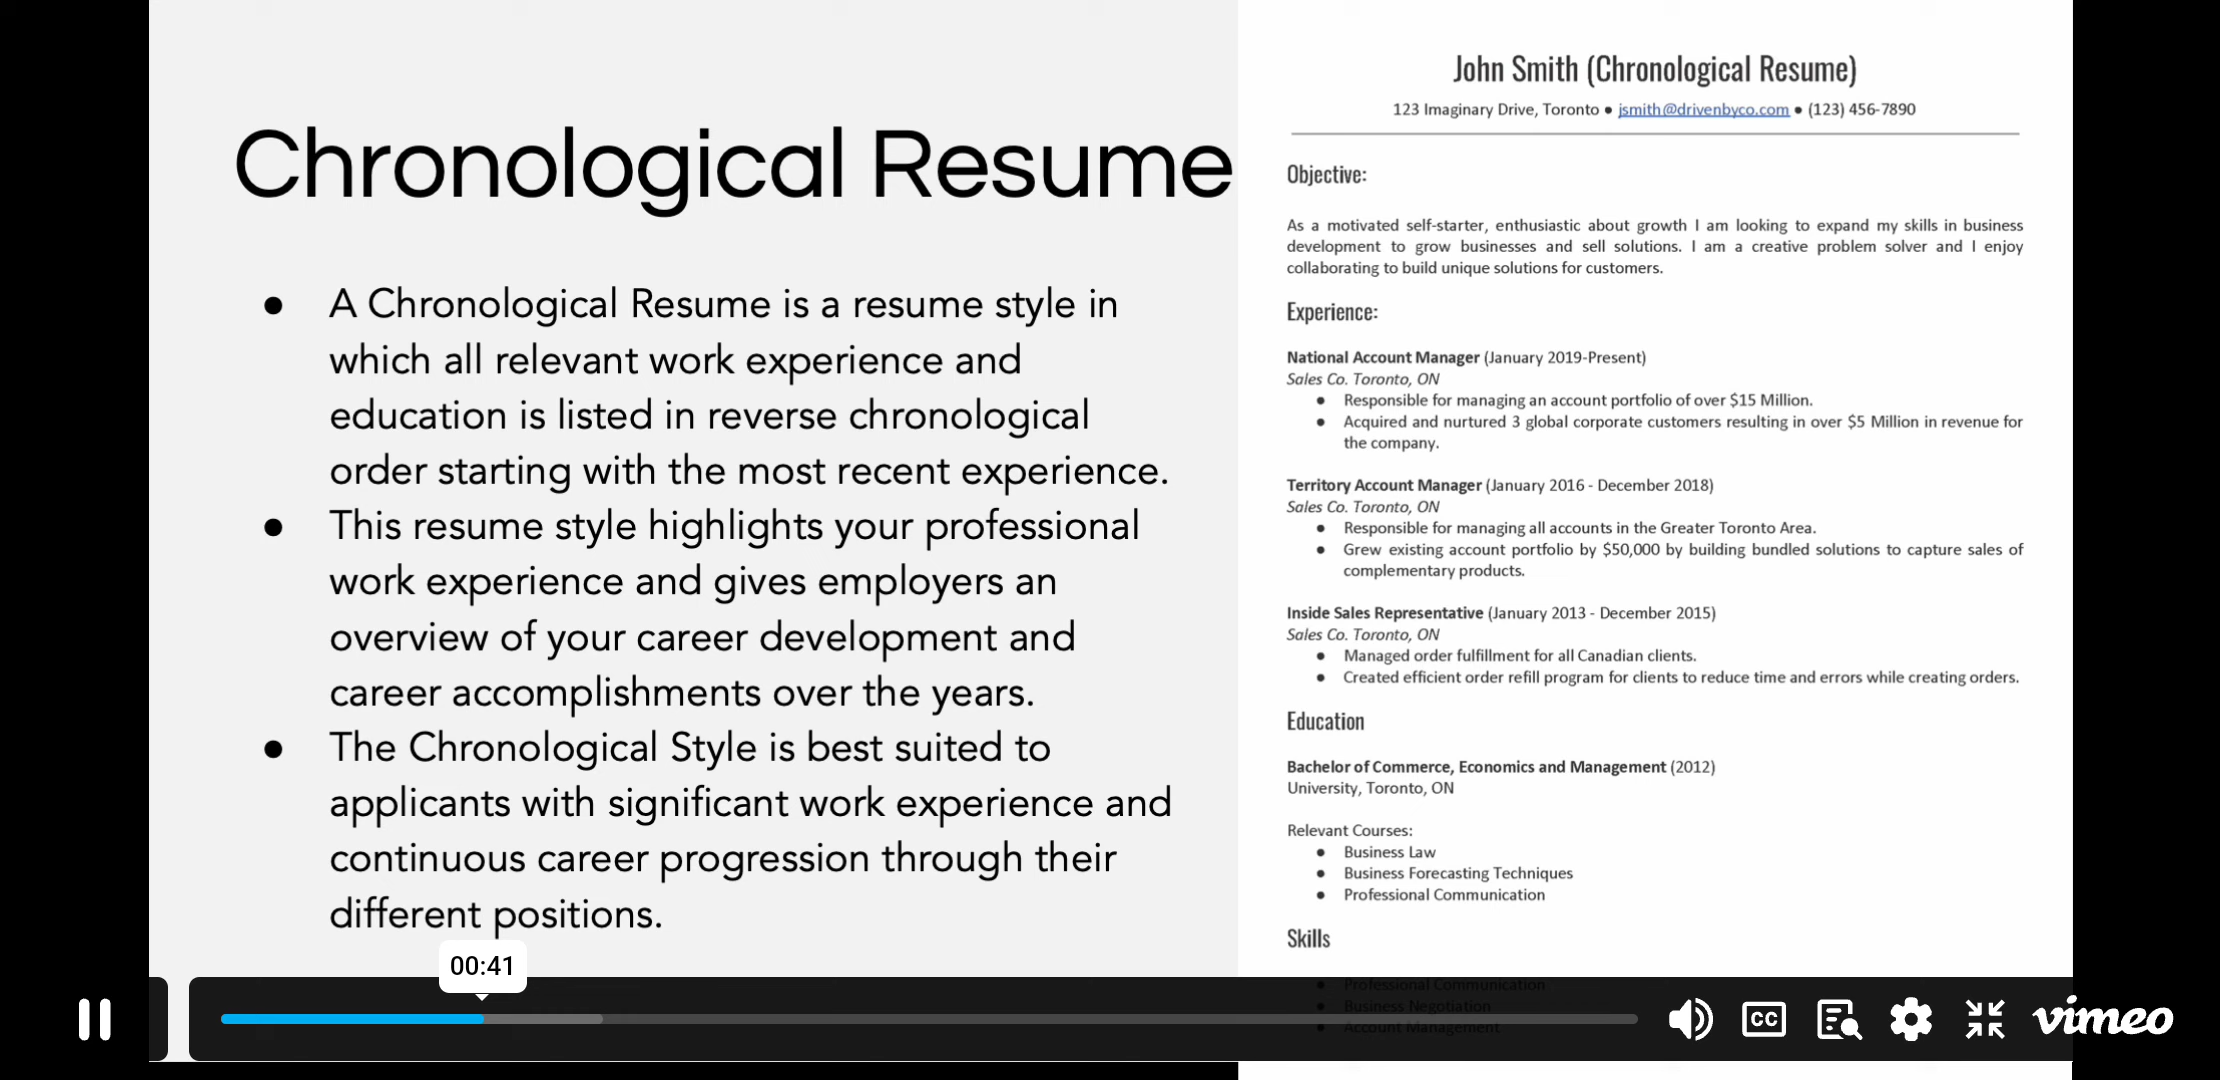 Chronological Resume
● A Chronological Resume is a resume style in
which all relevant work experience and
education is listed in reverse chronological
order starting with the most recent experience.
● This resume style highlights your professional
work experience and gives employers an
overview of your career development and
career accomplishments over the years.
● The Chronological Style is best suited to
applicants with significant work experience and
continuous career progression through their
different positions.
John Smith (Chronological Resume)
123 Imaginary Drive, Toronto ● jsmith@drivenbyco.com ● (123) 456-7890
Objective:
As a motivated self-starter, enthusiastic about growth I am looking to expand my skills in business
development to grow businesses and sell solutions. I am a creative problem solver and I enjoy
collaborating to build unique solutions for customers.
Experience:
National Account Manager (January 2019-Present)
Sales Co. Toronto, ON
● Responsible for managing an account portfolio of over $15 Million.
● Acquired and nurtured 3 global corporate customers resulting in over $5 Million in revenue for
the company.
Territory Account Manager (January 2016 - December 2018)
Sales Co. Toronto, ON
● Responsible for managing all accounts in the Greater Toronto Area.
● Grew existing account portfolio by $50,000 by building bundled solutions to capture sales of
complementary products.
Inside Sales Representative (January 2013 - December 2015)
Sales Co. Toronto, ON
● Managed order fulfillment for all Canadian clients.
● Created efficient order refill program for clients to reduce time and errors while creating orders.
Education
Bachelor of Commerce, Economics and Management (2012)
University, Toronto, ON
Relevant Courses:
● Business Law
● Business Forecasting Techniques
● Professional Communication
Skills
● Professional Communication
● Business Negotiation
● Account Management
00:41
CC
vimeo